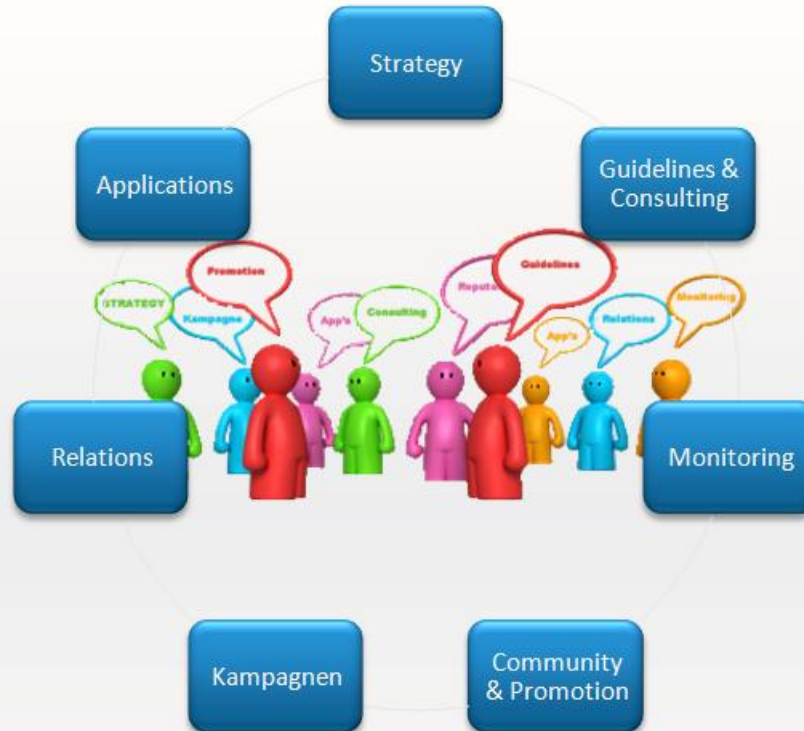 Strategy
Applications
Guidelines &
Consulting
Promotion
Guidelines
STRATEGY
Kampagne
App's
Consulting
App's
Relations
Monitoring
Relations
Monitoring
Kampagnen
Community
& Promotion